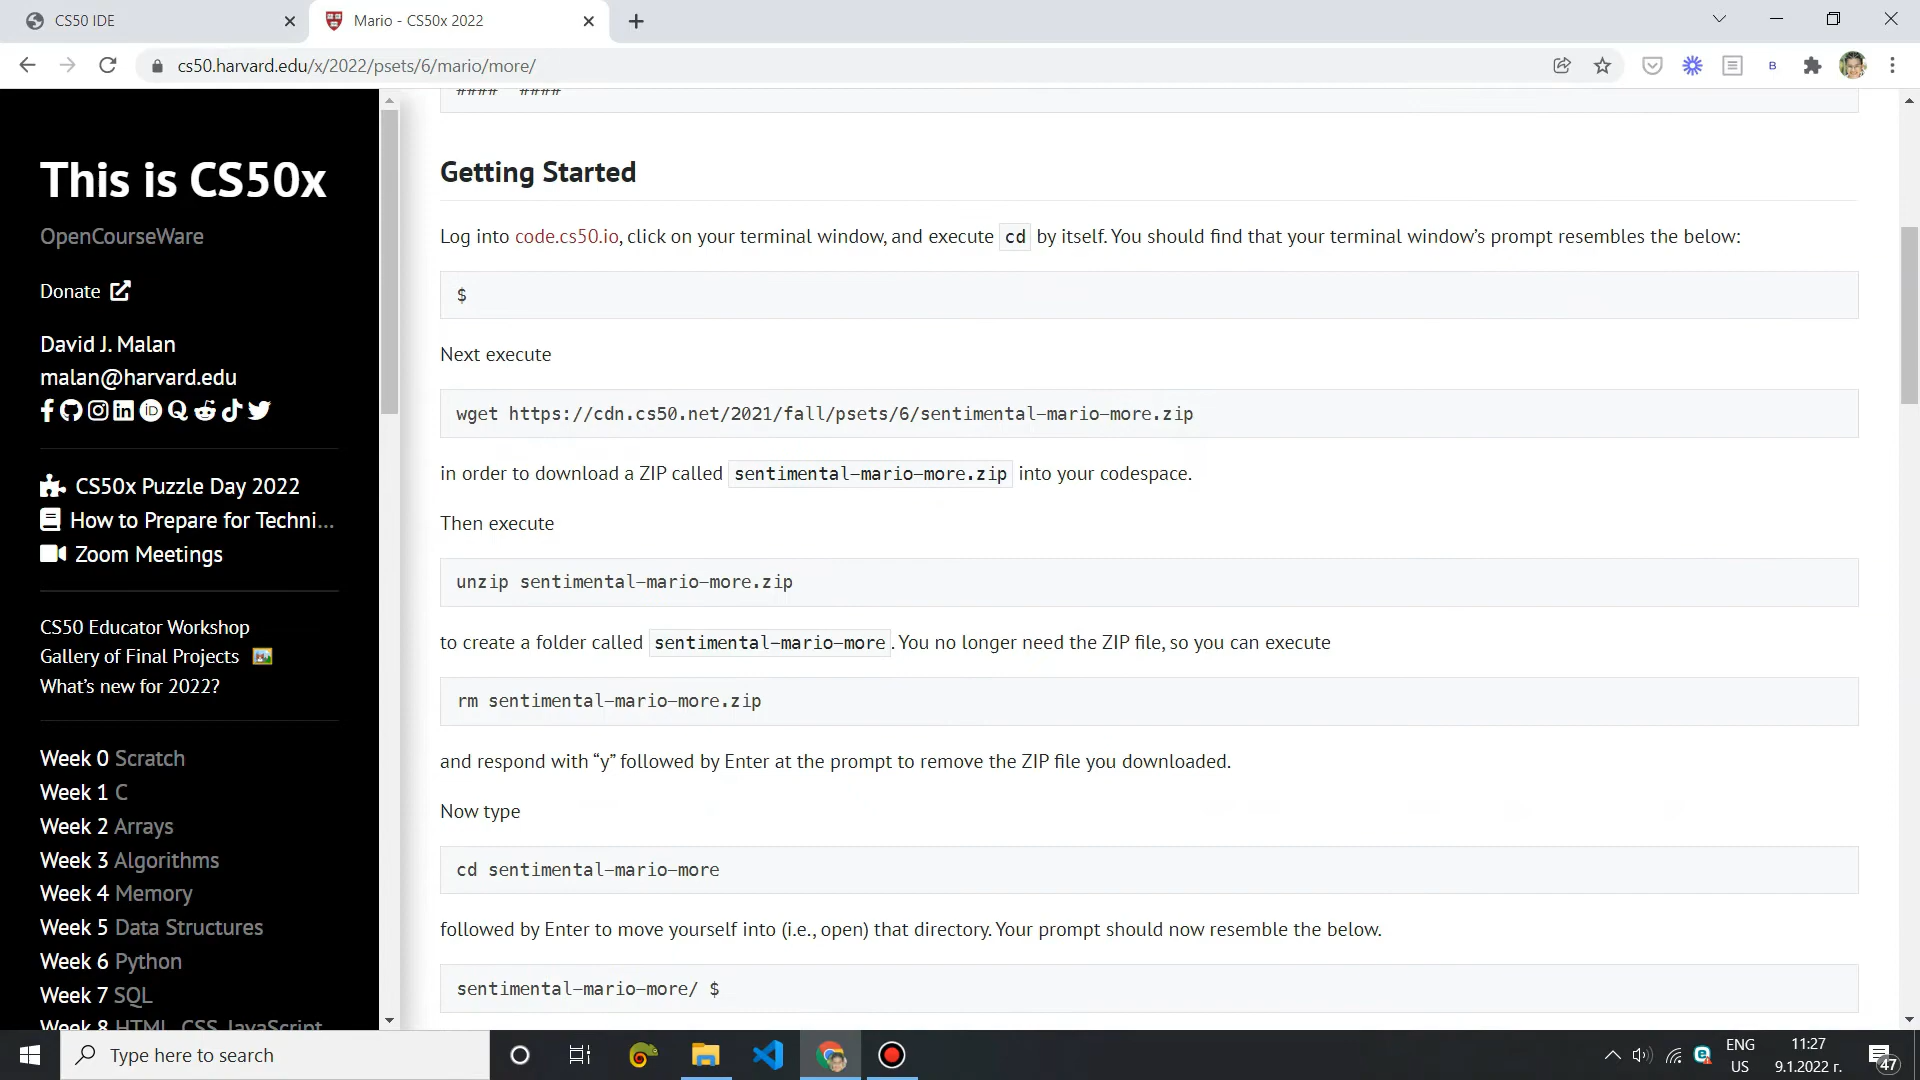 CS50 IDE
Mario - CS50x 2022
cs50.harvard.edu/x/2022/psets/6/mario/more/
B
This is CS50x
OpenCourseWare
Donate
David J. Malan
malan@harvard.edu
CS50x Puzzle Day 2022
How to Prepare for Techni...
Zoom Meetings
CS50 Educator Workshop
Gallery of Final Projects
What's new for 2022?
Week 0 Scratch
Week 1 C
Week 2 Arrays
Week 3 Algorithms
Week 4 Memory
Week 5 Data Structures
Week 6 Python
Week 7 SQL
Week 8 HTML, CSS, JavaScript
#### ####
Getting Started
Log into code.cs50.io, click on your terminal window, and execute cd by itself. You should find that your terminal window's prompt resembles the below:
$
Next execute
wget https://cdn.cs50.net/2021/fall/psets/6/sentimental-mario-more.zip
in order to download a ZIP called sentimental-mario-more.zip into your codespace.
Then execute
unzip sentimental-mario-more.zip
to create a folder called sentimental-mario-more. You no longer need the ZIP file, so you can execute
rm sentimental-mario-more.zip
and respond with “y” followed by Enter at the prompt to remove the ZIP file you downloaded.
Now type
cd sentimental-mario-more
followed by Enter to move yourself into (i.e., open) that directory. Your prompt should now resemble the below.
sentimental-mario-more/ $
Type here to search
ENG
US
11:27
9.1.2022 г.
47